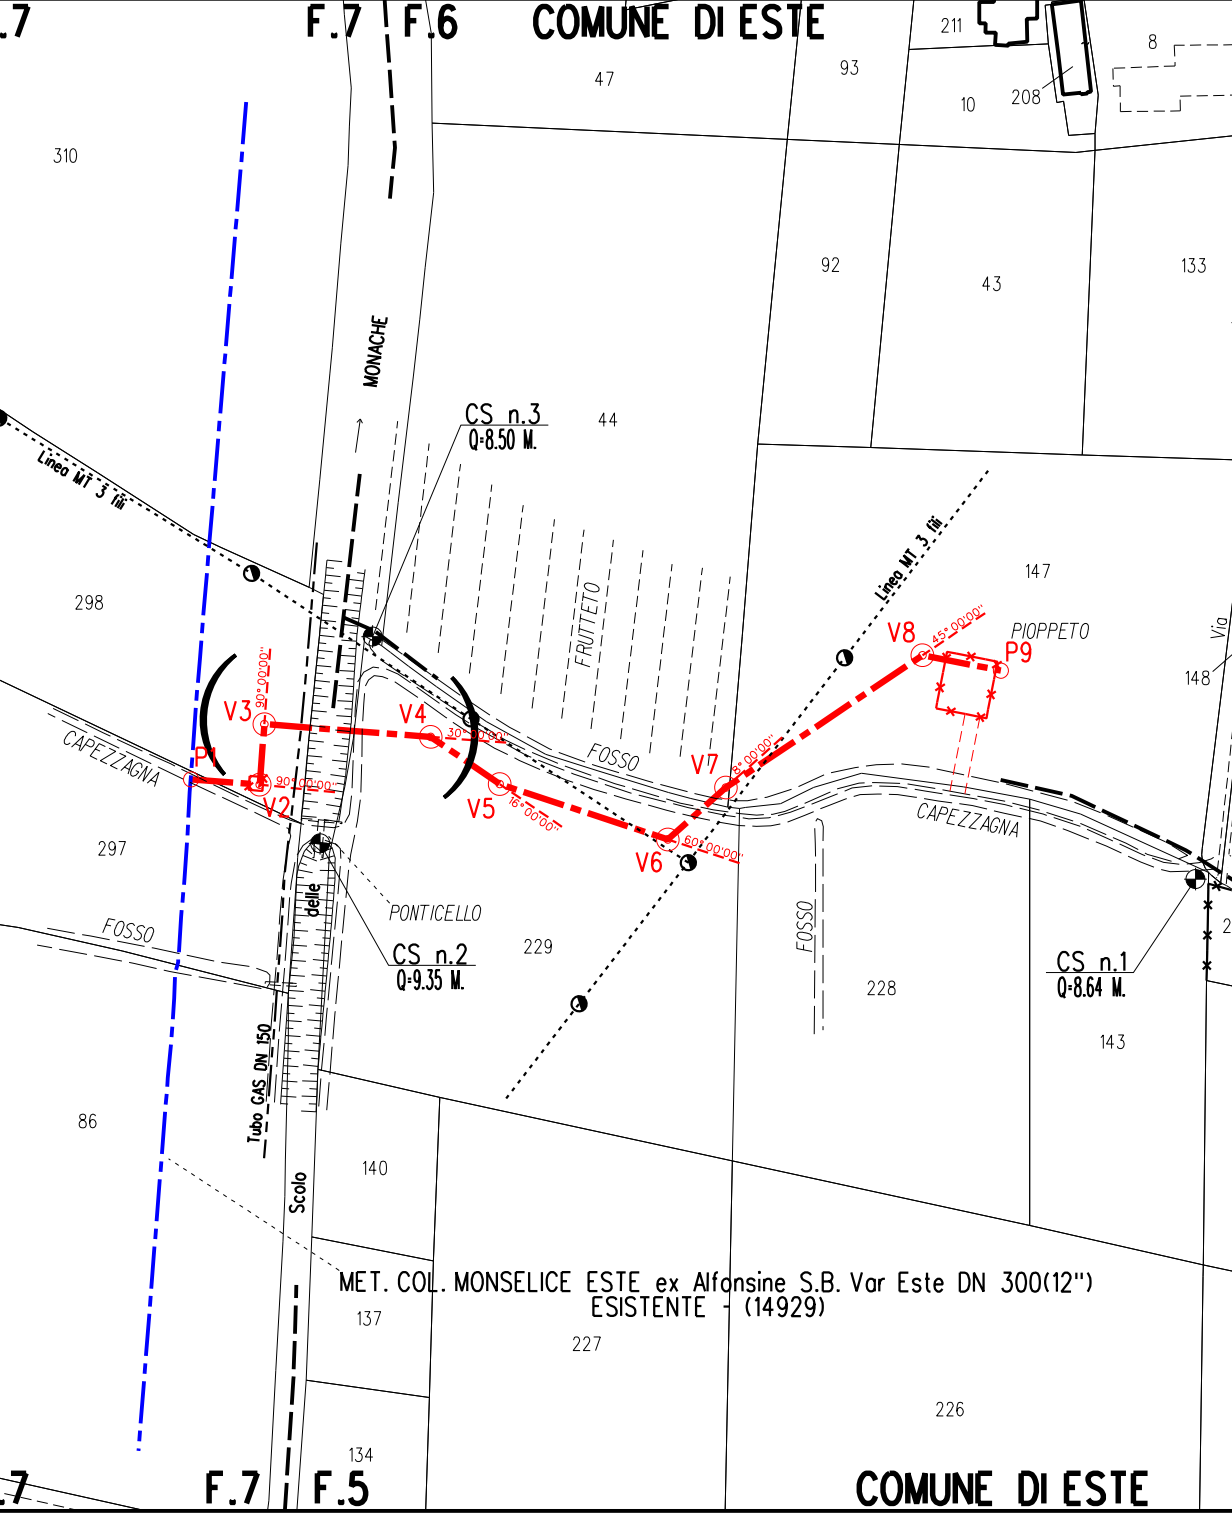 .7
F.7
F.6
COMUNE DI ESTE
211
8
47
93
10
208
310
92
43
133
MONACHE
CS n.3
Q=8.50 M.
44
Linea MT 3 fili
Linea MT 3 fili
147
298
FRUTTETO
PIOPPETO
Via
148
V8
45°00'00"
P9
90°00'00"
V3
V4
30°00'00"
CAPEZZAGNA
P1
FOSSO
V7
8°00'00"
90°00'00"
V2
V5
16°00'00"
CAPEZZAGNA
297
V6
60°00'00"
delle
PONTICELLO
FOSSO
FOSSO
229
2
CS n.2
Q=9.35 M.
CS n.1
Q=8.64 M.
228
143
Tubo GAS DN 150
86
140
Scolo
MET. COL. MONSELICE ESTE ex Alfonsine S.B. Var Este DN 300(12")
ESISTENTE - (14929)
137
227
226
134
.7
F.7
F.5
COMUNE DI ESTE